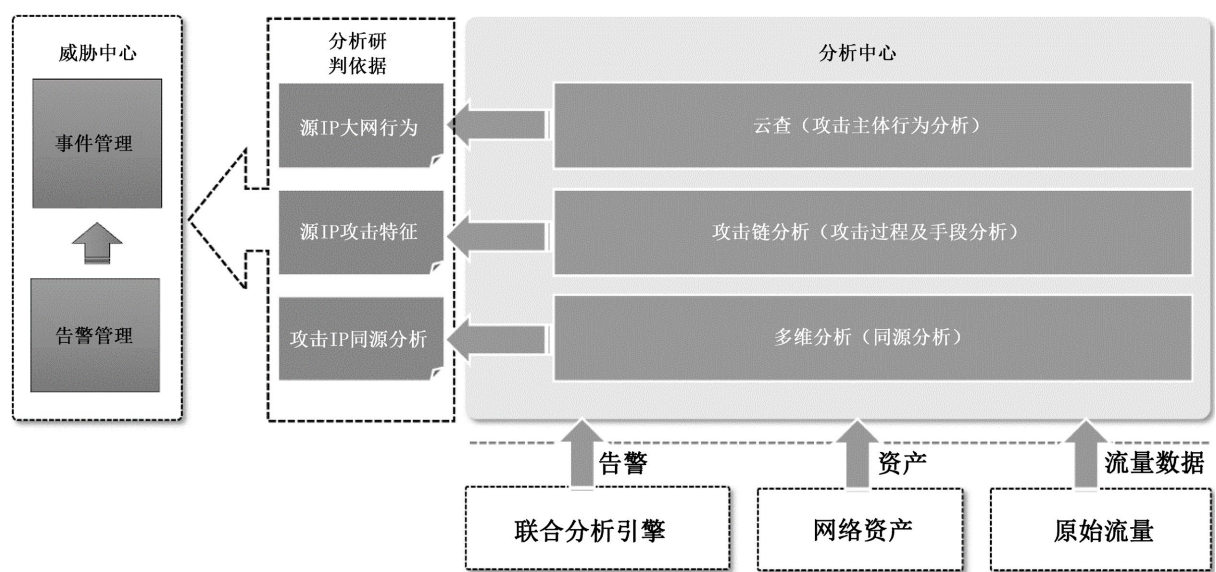 威胁中心
事件管理
告警管理
分析研
判依据
源IP大网行为
源IP攻击特征
攻击IP同源分析
分析中心
云查（攻击主体行为分析）
攻击链分析（攻击过程及手段分析）
多维分析（同源分析）
告警
资产
流量数据
联合分析引擎
网络资产
原始流量